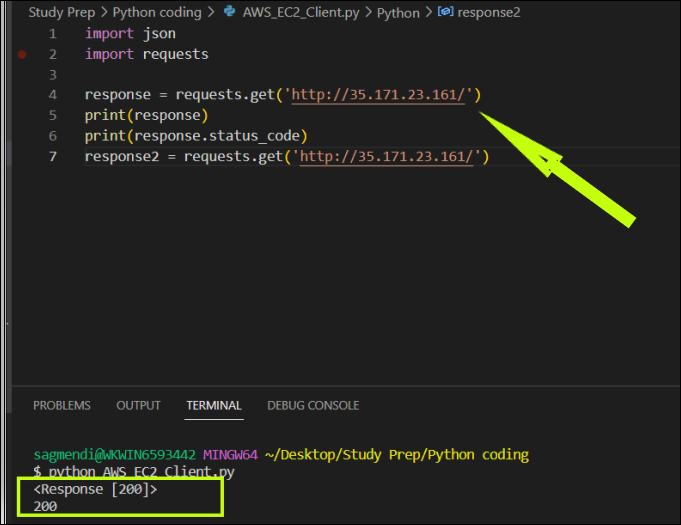 Study Prep > Python coding > AWS_EC2_Client.py > Python > response2
1 import json
2 import requests
3
4 response = requests.get('http://35.171.23.161/')
5 print(response)
6 print(response.status_code)
7 response2 = requests.get('http://35.171.23.161/')
PROBLEMS OUTPUT TERMINAL DEBUG CONSOLE
sagmendi@WKWIN6593442 MINGW64 ~/Desktop/Study Prep/Python coding
$ python AWS_EC2_Client.py
<Response [200]>
200